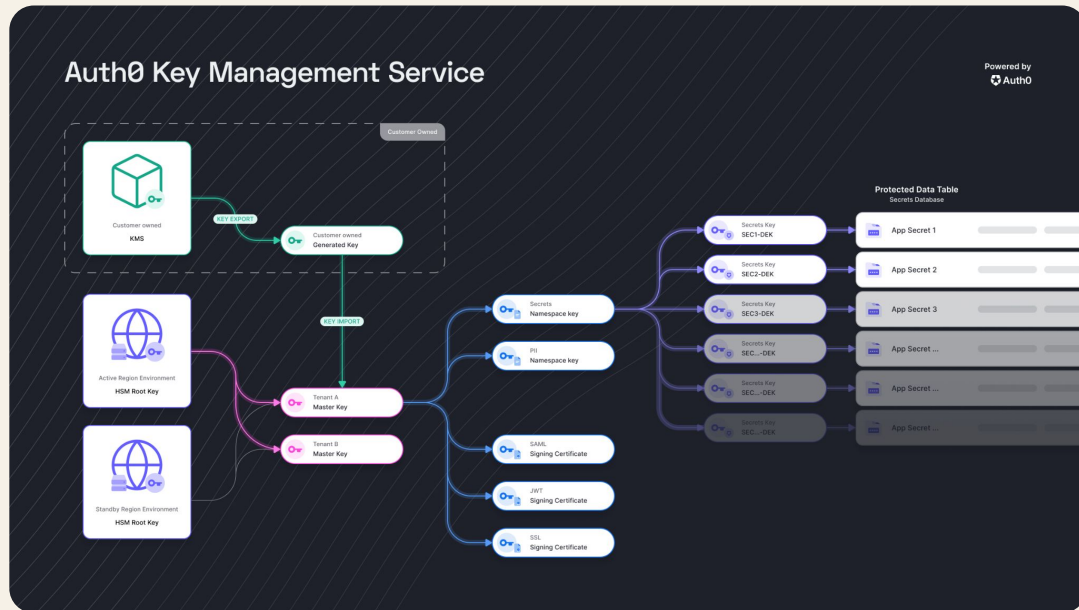 Auth0 Key Management Service
Powered by
Auth0
Customer Owned
Customer owned
KMS
KEY EXPORT
Customer owned
Generated Key
KEY IMPORT
Active Region Environment
HSM Root Key
Standby Region Environment
HSM Root Key
Tenant A
Master Key
Tenant B
Master Key
Secrets
Namespace key
PII
Namespace key
SAML
Signing Certificate
JWT
Signing Certificate
SSL
Signing Certificate
Secrets Key
SEC1-DEK
Secrets Key
SEC2-DEK
Secrets Key
SEC3-DEK
Secrets Key
SEC...-DEK
Secrets Key
SEC...-DEK
Secrets Key
SEC...-DEK
Protected Data Table
Secrets Database
App Secret 1
App Secret 2
App Secret 3
App Secret ...
App Secret ...
App Secret ...